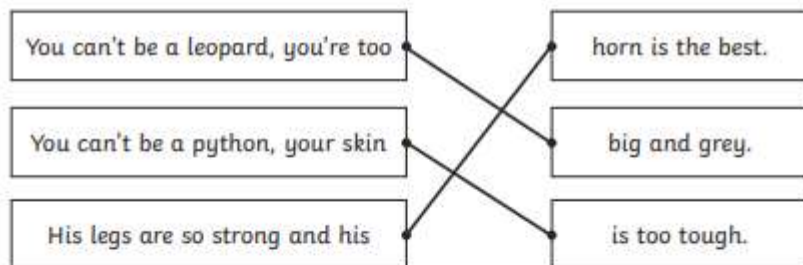 You can't be a leopard, you're too
horn is the best.
You can't be a python, your skin
big and grey.
His legs are so strong and his
is too tough.